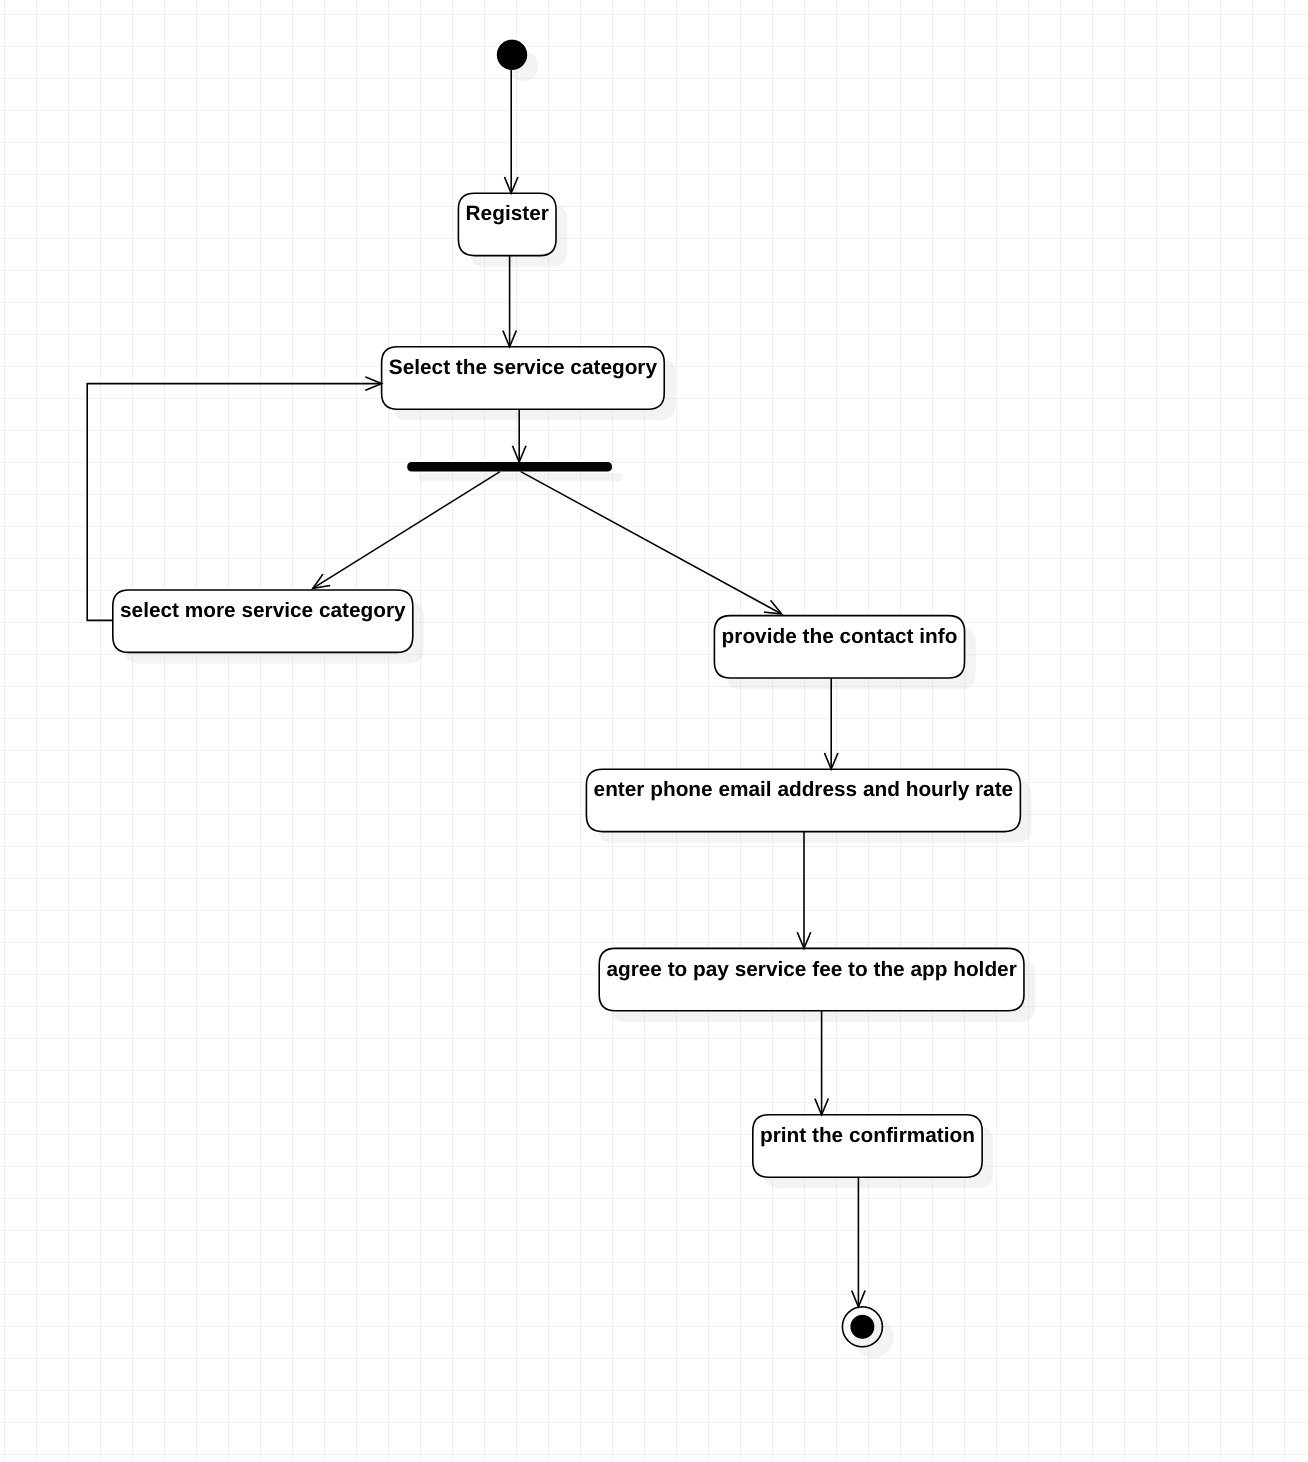 Register
Select the service category
select more service category
provide the contact info
enter phone email address and hourly rate
agree to pay service fee to the app holder
print the confirmation